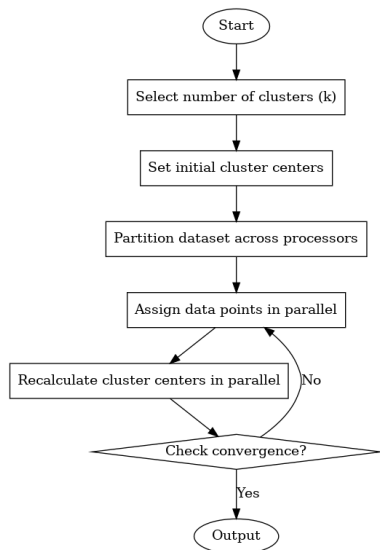 Start
Select number of clusters (k)
Set initial cluster centers
Partition dataset across processors
Assign data points in parallel
Recalculate cluster centers in parallel
No
Check convergence?
Yes
Output